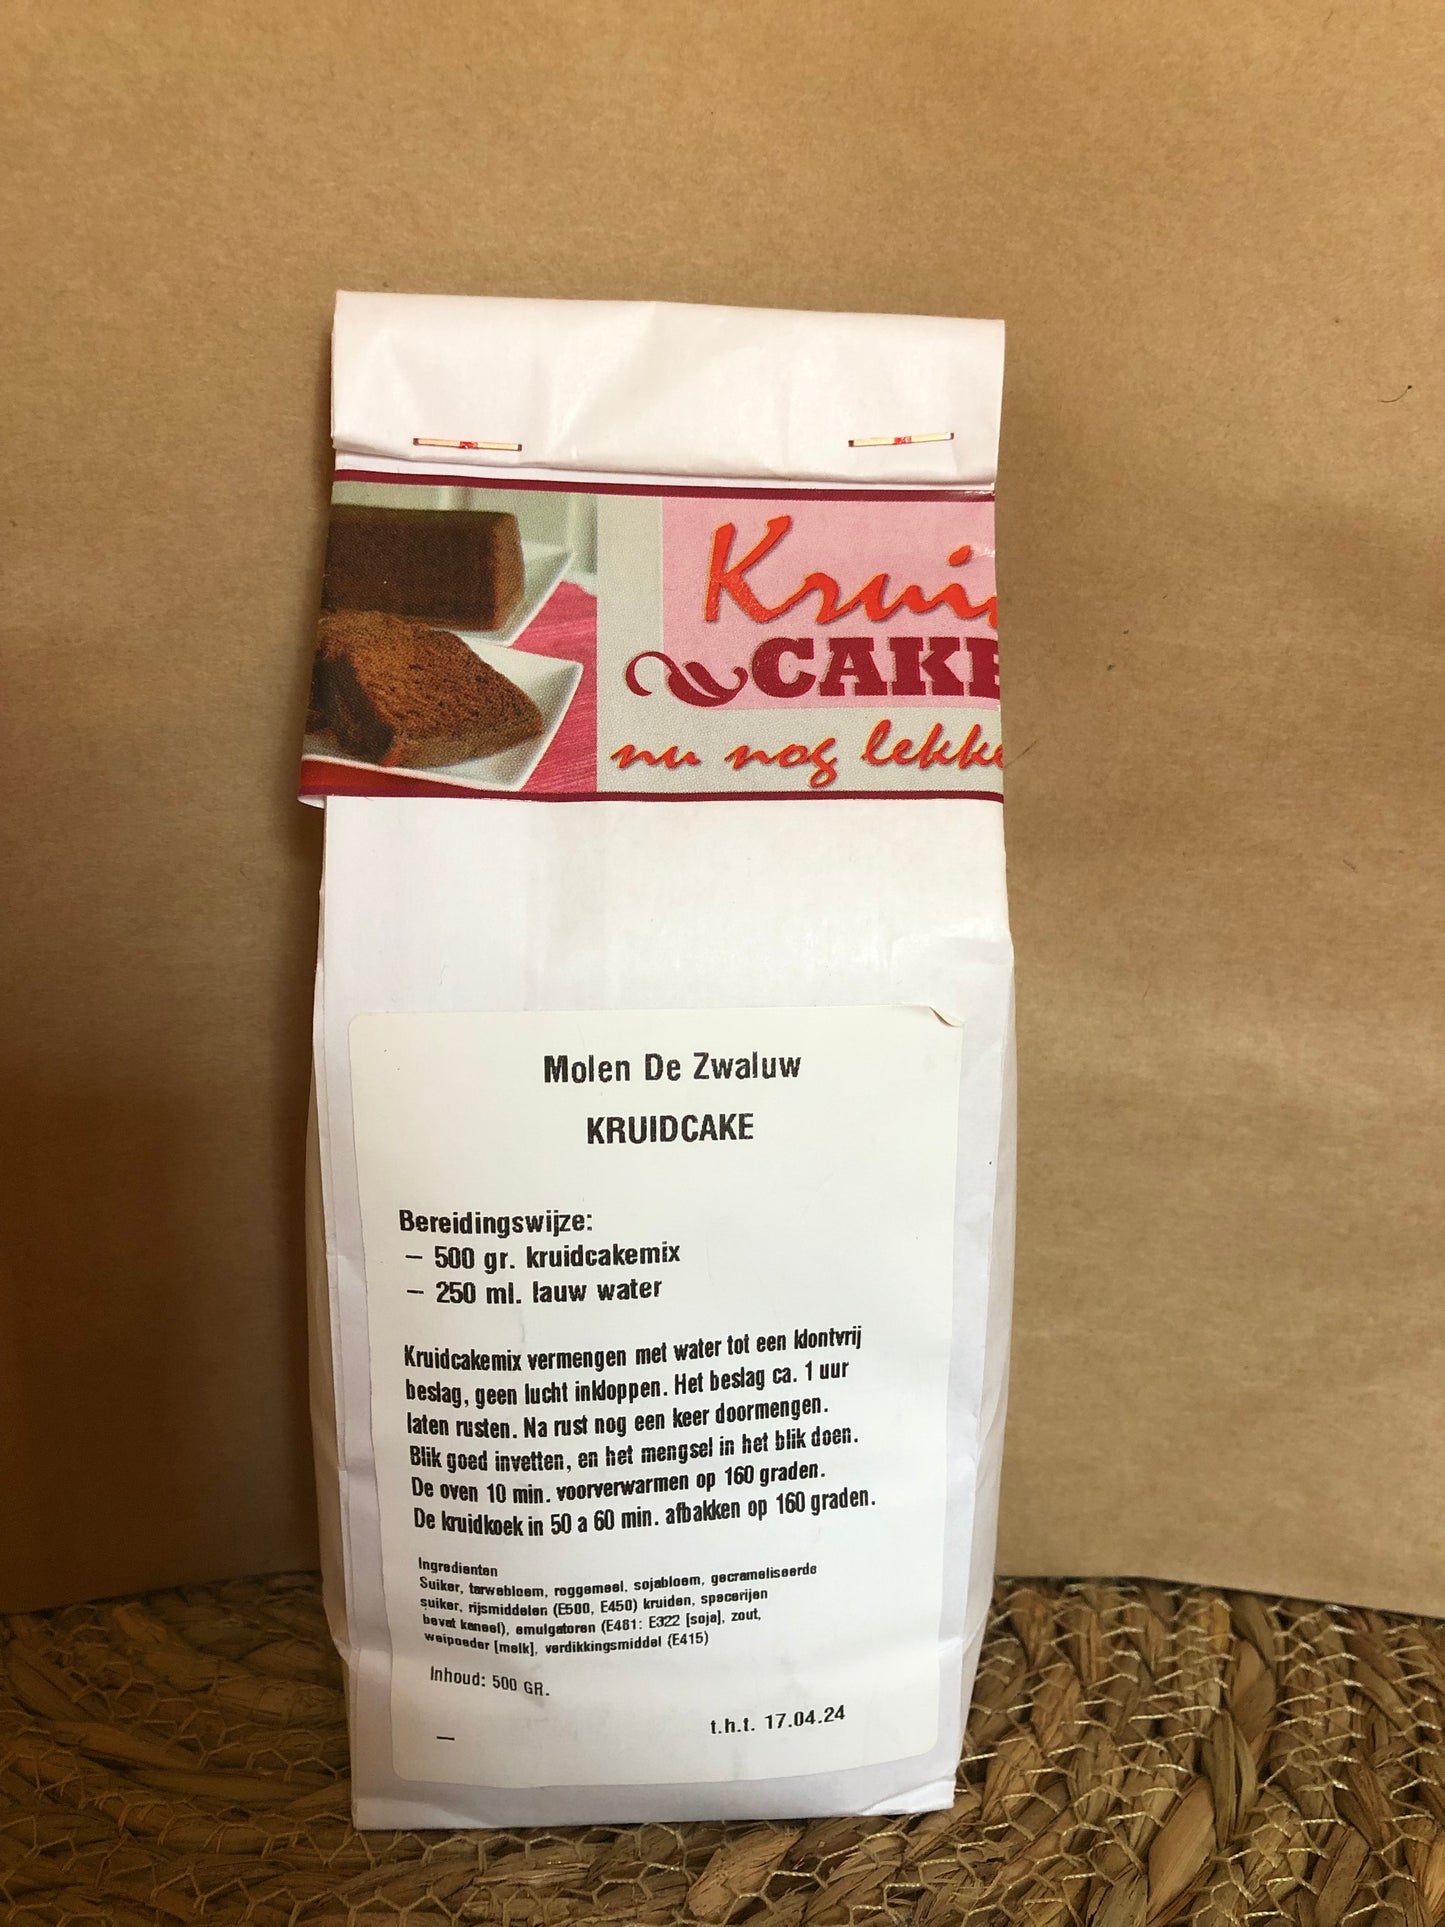 Krui
CAKE
nu nog lekke
Molen De Zwaluw
KRUIDCAKE
Bereidingswijze:
– 500 gr. kruidcakemix
– 250 ml. lauw water
Kruidcakemix vermengen met water tot een klontvrij
beslag, geen lucht inkloppen. Het beslag ca. 1 uur
laten rusten. Na rust nog een keer doormengen.
Blik goed invetten, en het mengsel in het blik doen.
De oven 10 min. voorverwarmen op 160 graden.
De kruidkoek in 50 a 60 min. afbakken op 160 graden.
Ingredienten
Suiker, tarwebloem, roggemeel, sojabloem, gecrameliseerde
suiker, rijsmiddelen (E500, E450) kruiden, specerijen
bevat kaneel), emulgatoren (E481: E322 [soja], zout,
weipoeder [melk], verdikkingsmiddel (E415)
Inhoud: 500 GR.
– t.h.t. 17.04.24